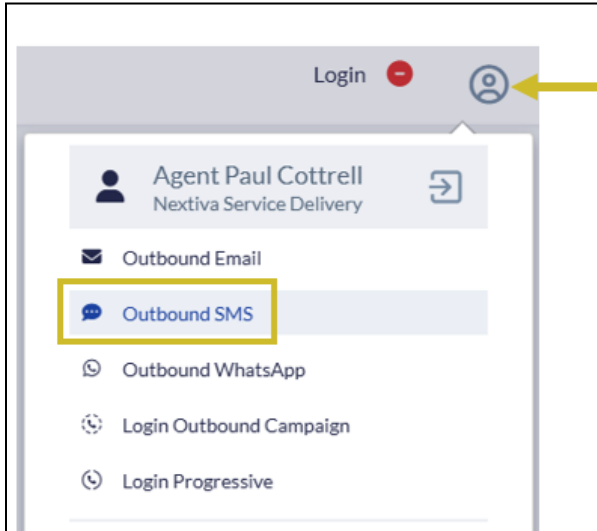 Login
Agent Paul Cottrell
Nextiva Service Delivery
Outbound Email
Outbound SMS
Outbound WhatsApp
Login Outbound Campaign
Login Progressive